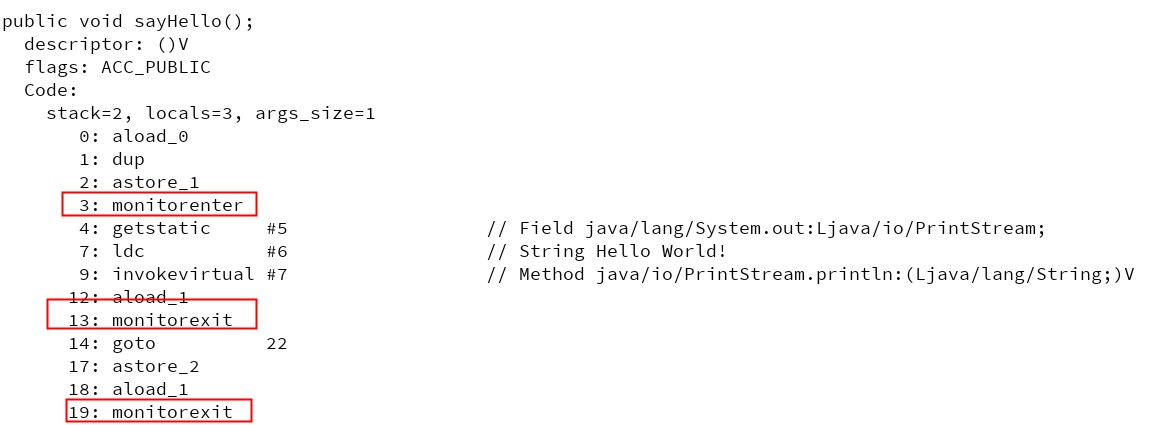 public void sayHello();
descriptor: ()V
flags: ACC_PUBLIC
Code:
stack=2, locals=3, args_size=1
0: aload_0
1: dup
2: astore_1
3: monitorenter
4: getstatic #5 // Field java/lang/System.out:Ljava/io/PrintStream;
7: ldc #6 // String Hello World!
9: invokevirtual #7 // Method java/io/PrintStream.println:(Ljava/lang/String;)V
12: aload_1
13: monitorexit
14: goto 22
17: astore_2
18: aload_1
19: monitorexit